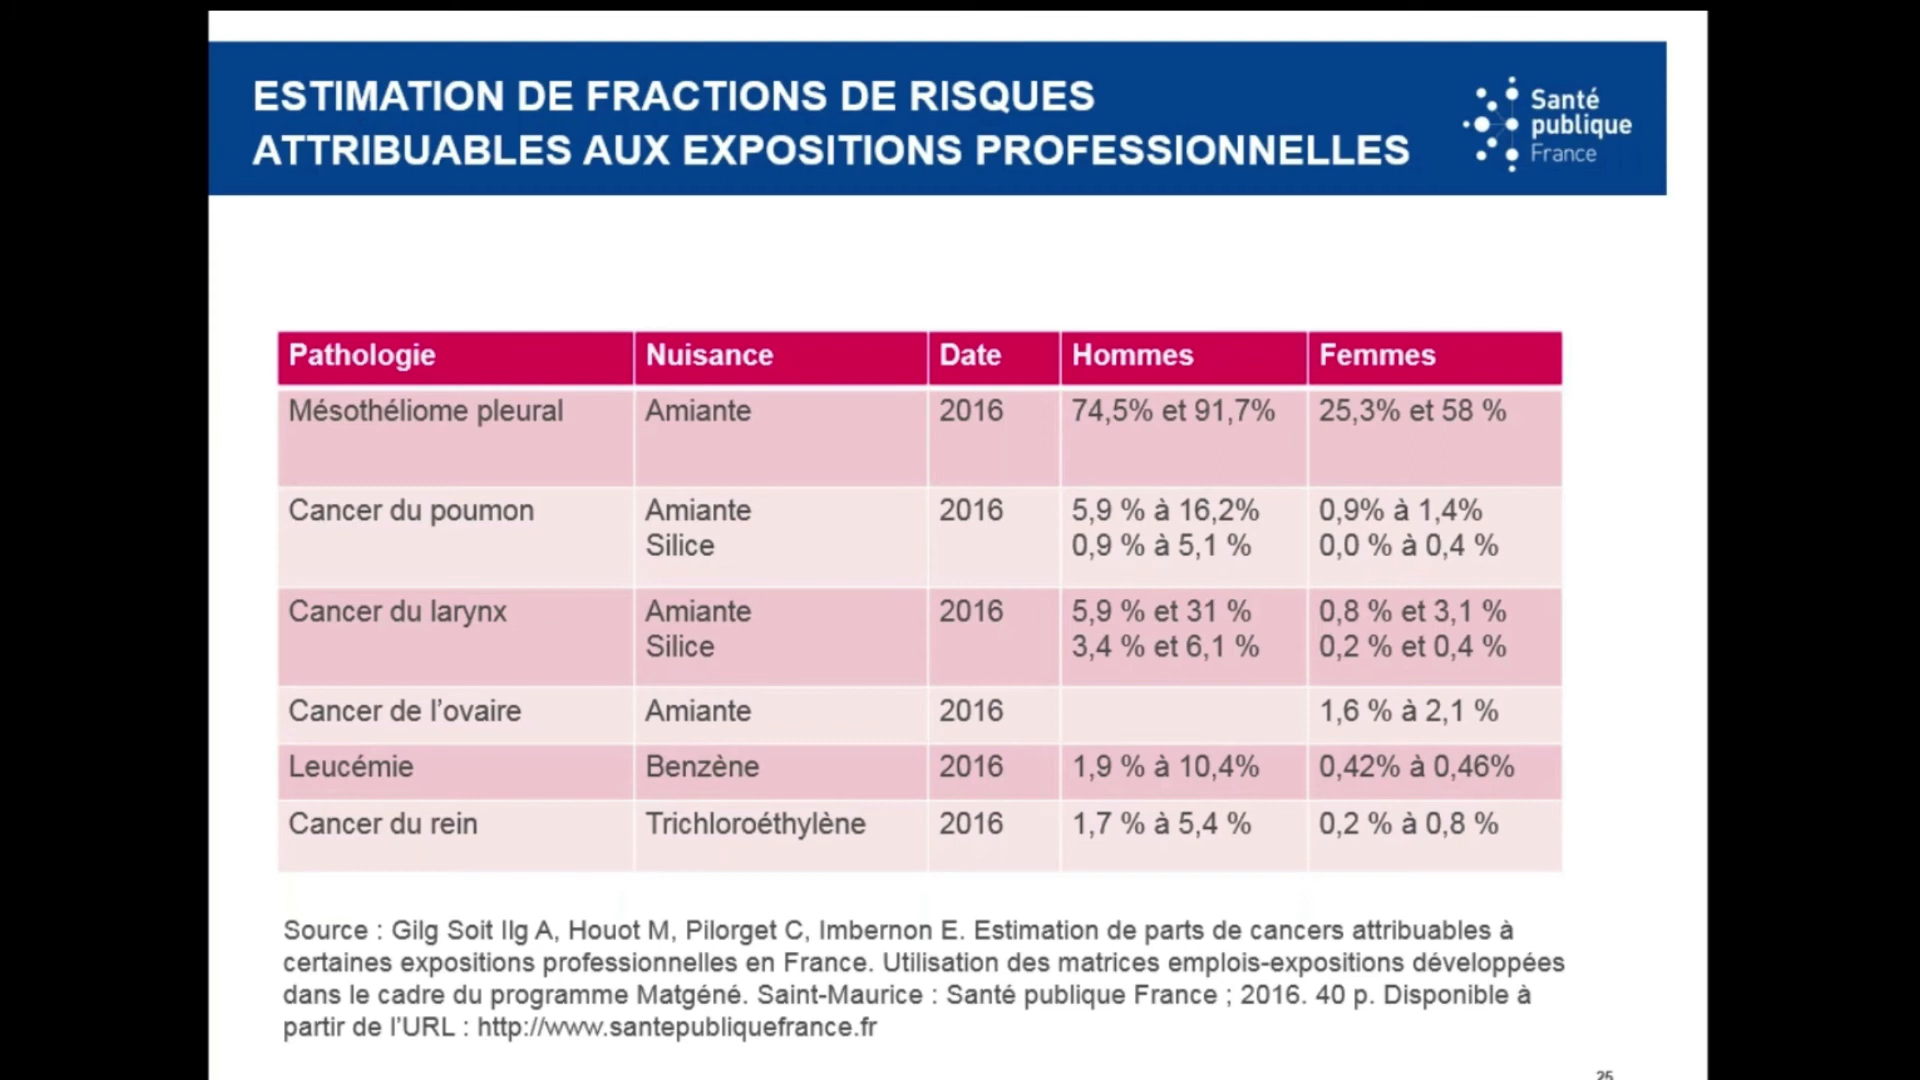 ESTIMATION DE FRACTIONS DE RISQUES
ATTRIBUABLES AUX EXPOSITIONS PROFESSIONNELLES
Santé
publique
France
Pathologie Nuisance Date Hommes Femmes
Mésothéliome pleural Amiante 2016 74,5% et 91,7% 25,3% et 58 %
Cancer du poumon Amiante 2016 5,9 % à 16,2% 0,9% à 1,4%
Silice 0,9 % à 5,1 % 0,0 % à 0,4 %
Cancer du larynx Amiante 2016 5,9 % et 31 % 0,8 % et 3,1 %
Silice 3,4 % et 6,1 % 0,2 % et 0,4 %
Cancer de l’ovaire Amiante 2016 1,6 % à 2,1 %
Leucémie Benzène 2016 1,9 % à 10,4% 0,42% à 0,46%
Cancer du rein Trichloroéthylène 2016 1,7 % à 5,4 % 0,2 % à 0,8 %
Source : Gilg Soit Ilg A, Houot M, Pilorget C, Imbernon E. Estimation de parts de cancers attribuables à
certaines expositions professionnelles en France. Utilisation des matrices emplois-expositions développées
dans le cadre du programme Matgéné. Saint-Maurice : Santé publique France ; 2016. 40 p. Disponible à
partir de l’URL : http://www.santepubliquefrance.fr
25